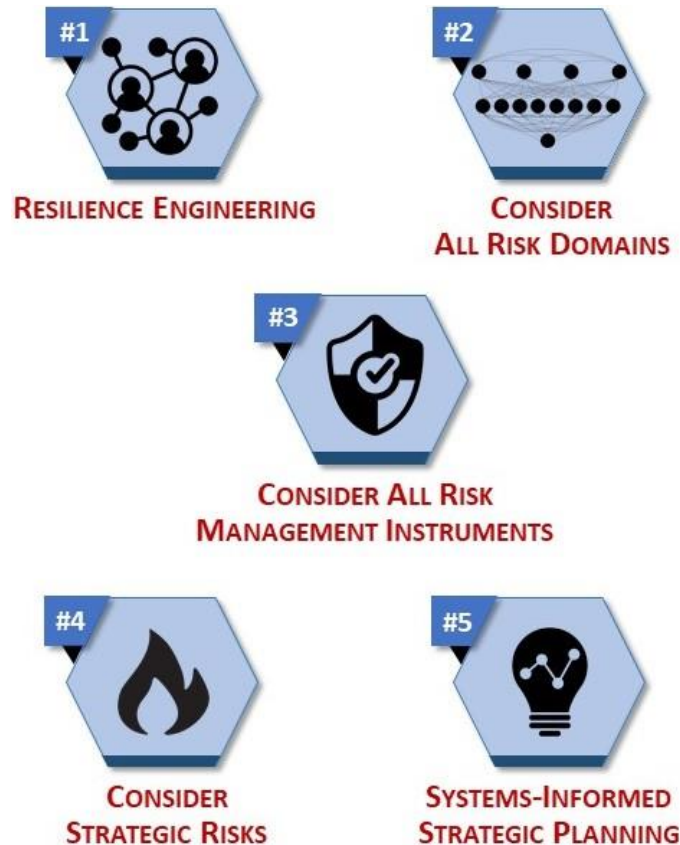 #1
RESILIENCE ENGINEERING
#2
CONSIDER
ALL RISK DOMAINS
#3
CONSIDER ALL RISK
MANAGEMENT INSTRUMENTS
#4
CONSIDER
STRATEGIC RISKS
#5
SYSTEMS-INFORMED
STRATEGIC PLANNING